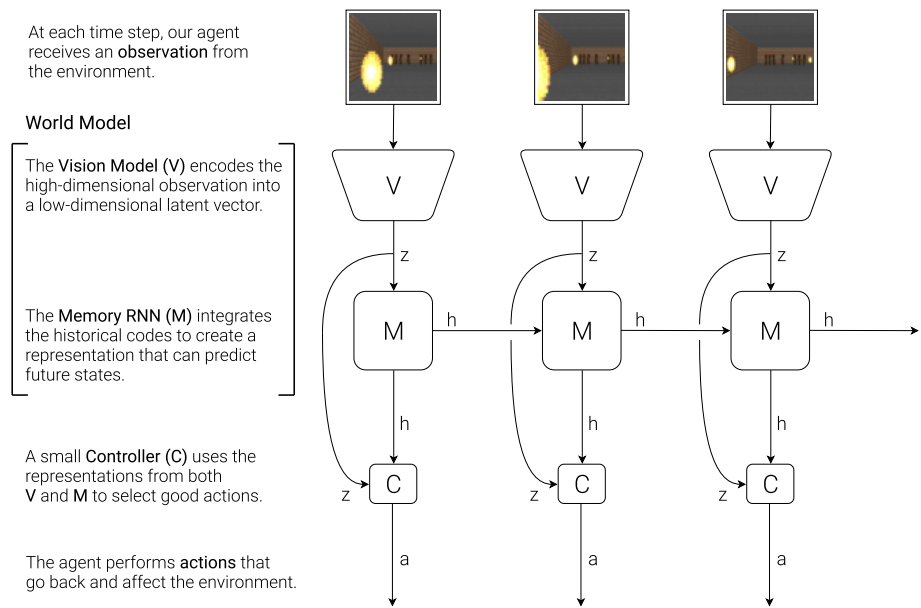 At each time step, our agent
receives an observation from
the environment.
World Model
The Vision Model (V) encodes the
high-dimensional observation into
a low-dimensional latent vector.
V V V
z z z
The Memory RNN (M) integrates
the historical codes to create a
representation that can predict
future states.
M h M h M h
h h h
A small Controller (C) uses the
representations from both
V and M to select good actions.
z C z C z C
The agent performs actions that
go back and affect the environment.
a a a